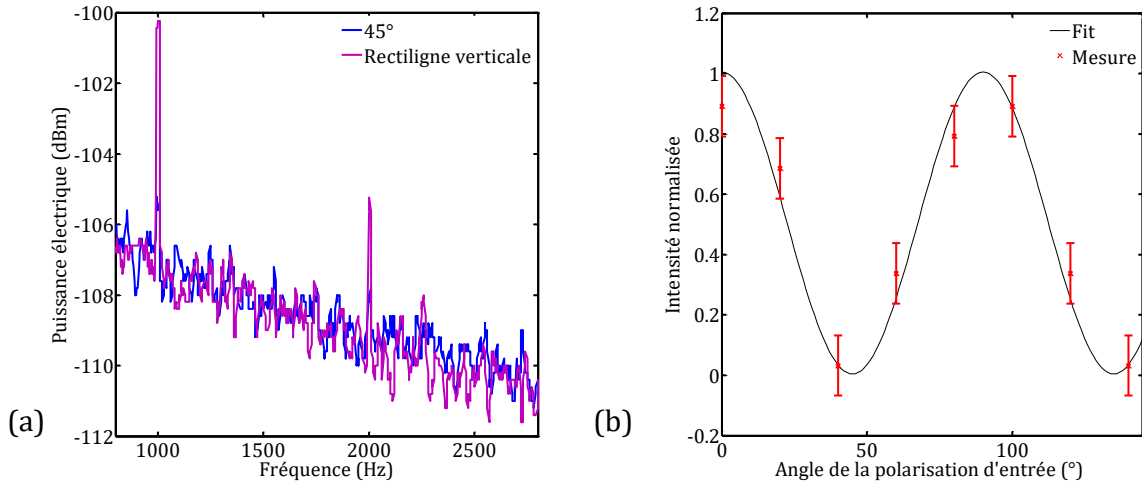 -100
-102
-104
-106
-108
-110
-112
Puissance électrique (dBm)
45°
Rectiligne verticale
1000 1500 2000 2500
Fréquence (Hz)
(a)
1.2
1
0.8
0.6
0.4
0.2
0
-0.2
Intensité normalisée
Fit
Mesure
0 50 100
Angle de la polarisation d'entrée (°)
(b)